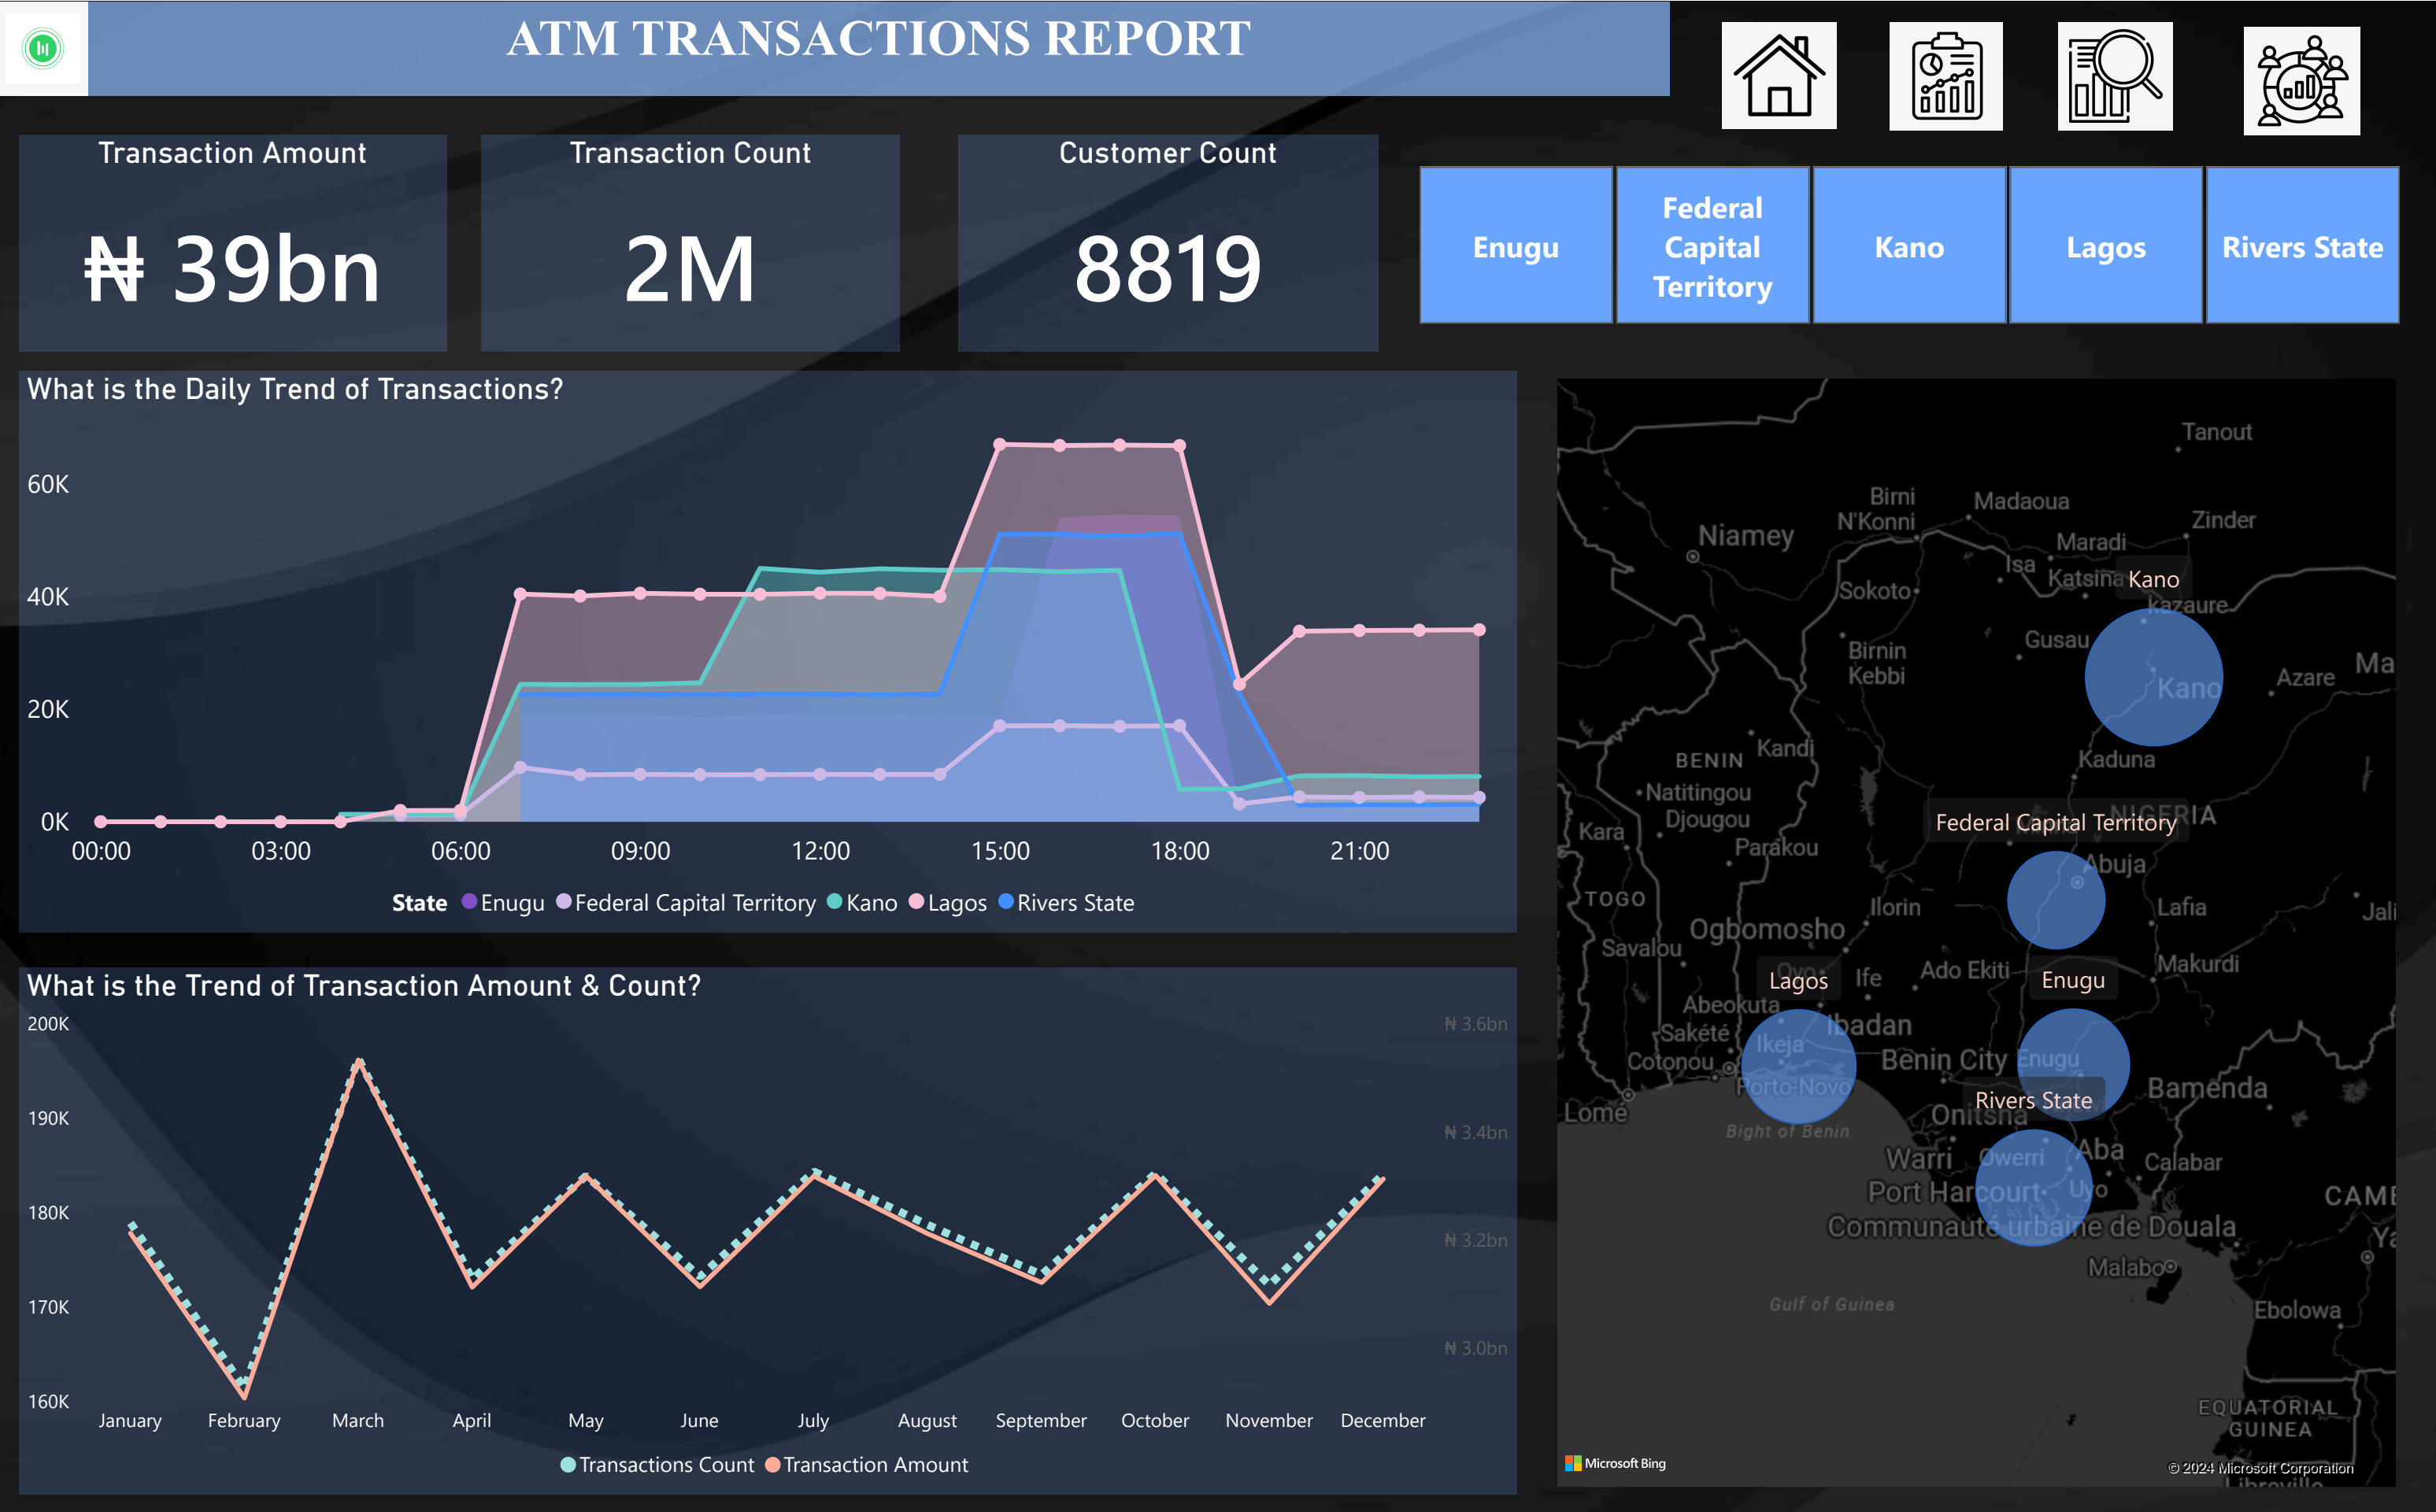 ATM TRANSACTIONS REPORT
Transaction Amount
₦ 39bn
Transaction Count
2M
Customer Count
8819
Enugu
Federal
Capital
Territory
Kano
Lagos
Rivers State
What is the Daily Trend of Transactions?
60K
40K
20K
0K
00:00 03:00 06:00 09:00 12:00 15:00 18:00 21:00
State Enugu Federal Capital Territory Kano Lagos Rivers State
What is the Trend of Transaction Amount & Count?
200K
190K
180K
170K
160K
₦ 3.6bn
₦ 3.4bn
₦ 3.2bn
₦ 3.0bn
January February March April May June July August September October November December
Transactions Count Transaction Amount
Tanout
Birni
N'Konni
Madaoua
Zinder
Niamey
Maradi
Isa
Katsina
Kano
Sokoto
Kazaure
Gusau
Birnin
Kebbi
Azare
Ma
Kano
Kandi
BENIN
Kaduna
Natitingou
Djougou
NIGERIA
Kara
Federal Capital Territory
Parakou
Abuja
TOGO
Ilorin
Lafia
Jali
Ogbomosho
Savalou
Oyo
Ife
Ado Ekiti
Makurdi
Lagos
Enugu
Abeokuta
Ibadan
Sakété
Ikeja
Cotonou
Benin City
Enugu
Porto-Novo
Bamenda
Rivers State
Lomé
Onitsha
Bight of Benin
Warri
Owerri
Aba
Calabar
Port Harcourt
Uyo
CAME
Communauté urbaine de Douala
Ya
Malabo
Gulf of Guinea
Ebolowa
EQUATORIAL
GUINEA
Microsoft Bing
© 2024 Microsoft Corporation
Libreville